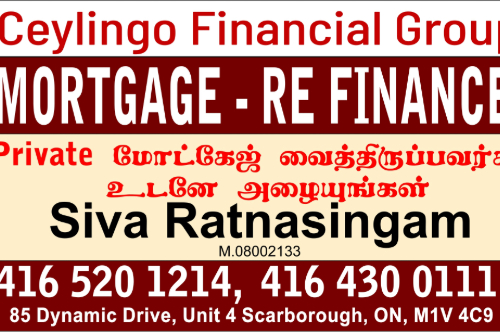 Ceylingo Financial Grou
MORTGAGE - RE FINANCE
Private மோட்கேஜ் வைத்திருப்பவர்க
உடனே அழையுங்கள்
Siva Ratnasingam
M.08002133
416 520 1214, 416 430 0111
85 Dynamic Drive, Unit 4 Scarborough, ON, M1V 4C9